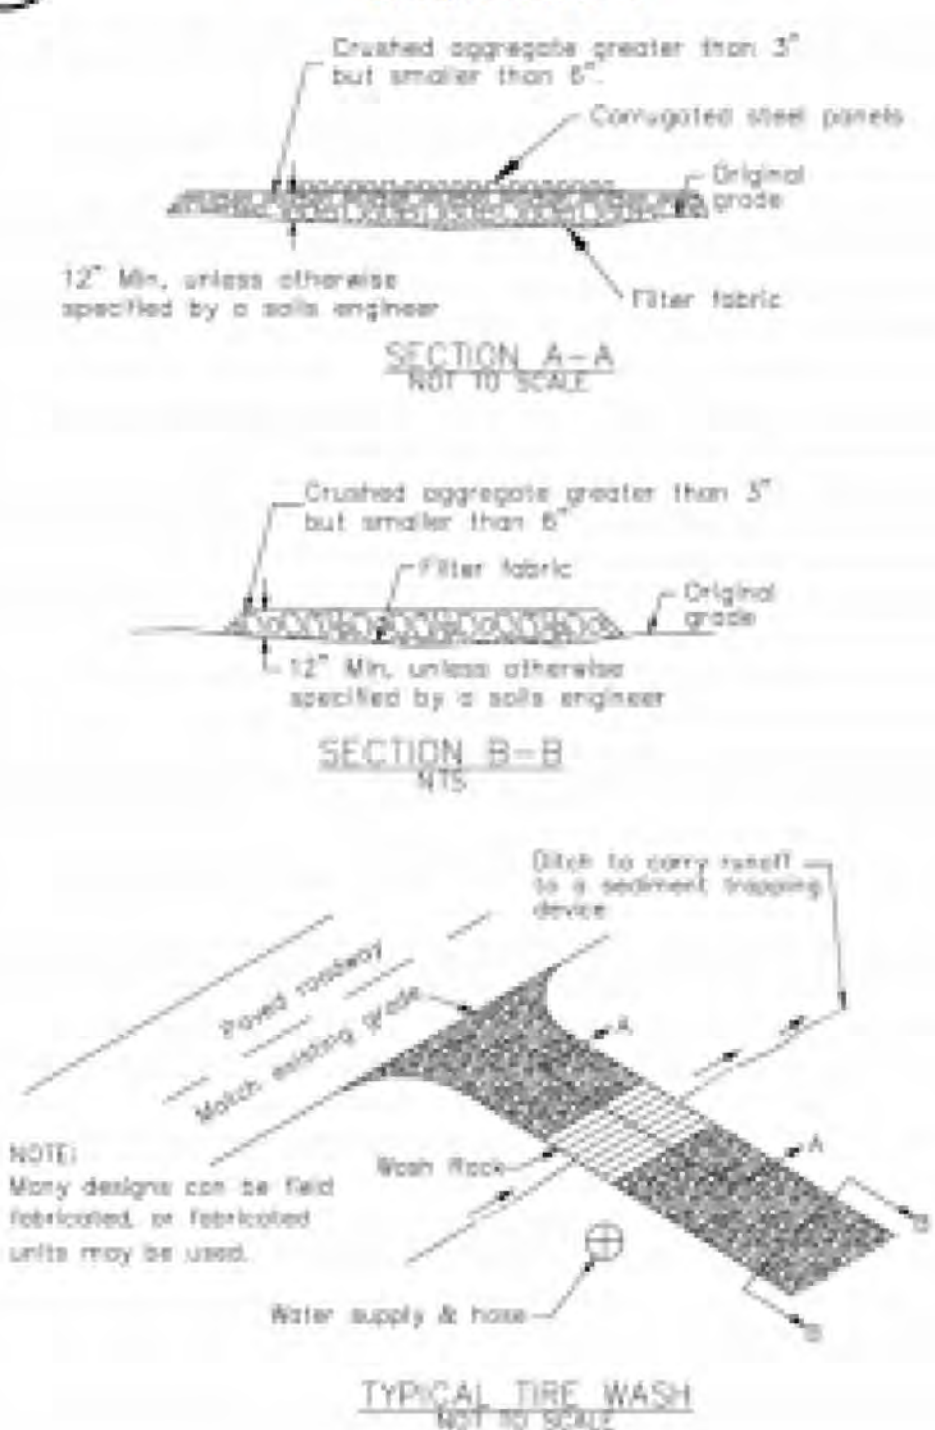 Crushed aggregate greater than 3"
but smaller than 6".
Corrugated steel panels
Original
grade
12" Min, unless otherwise
specified by a soils engineer
Filter fabric
SECTION A-A
NOT TO SCALE
Crushed aggregate greater than 3"
but smaller than 6"
Filter fabric
Original
grade
12" Min, unless otherwise
specified by a soils engineer
SECTION B-B
NTS
Ditch to carry runoff
to a sediment trapping
device
Paved roadway
Match existing grade
A
A
NOTE:
Many designs can be field
fabricated, or fabricated
units may be used.
Wash Rack
B
Water supply & hose
B
TYPICAL TIRE WASH
NOT TO SCALE